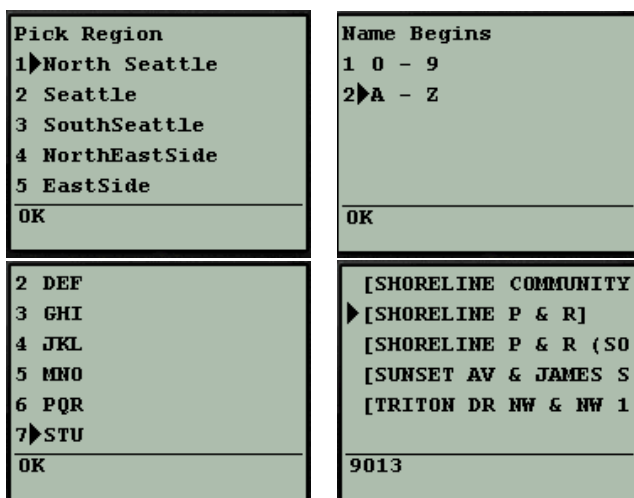 Pick Region
1 North Seattle
2 Seattle
3 SouthSeattle
4 NorthEastSide
5 EastSide
OK
Name Begins
1 0 - 9
2 A - Z
OK
2 DEF
3 GHI
4 JKL
5 MNO
6 PQR
7 STU
OK
[SHORELINE COMMUNITY
[SHORELINE P & R]
[SHORELINE P & R (SO
[SUNSET AV & JAMES S
[TRITON DR NW & NW 1
9013